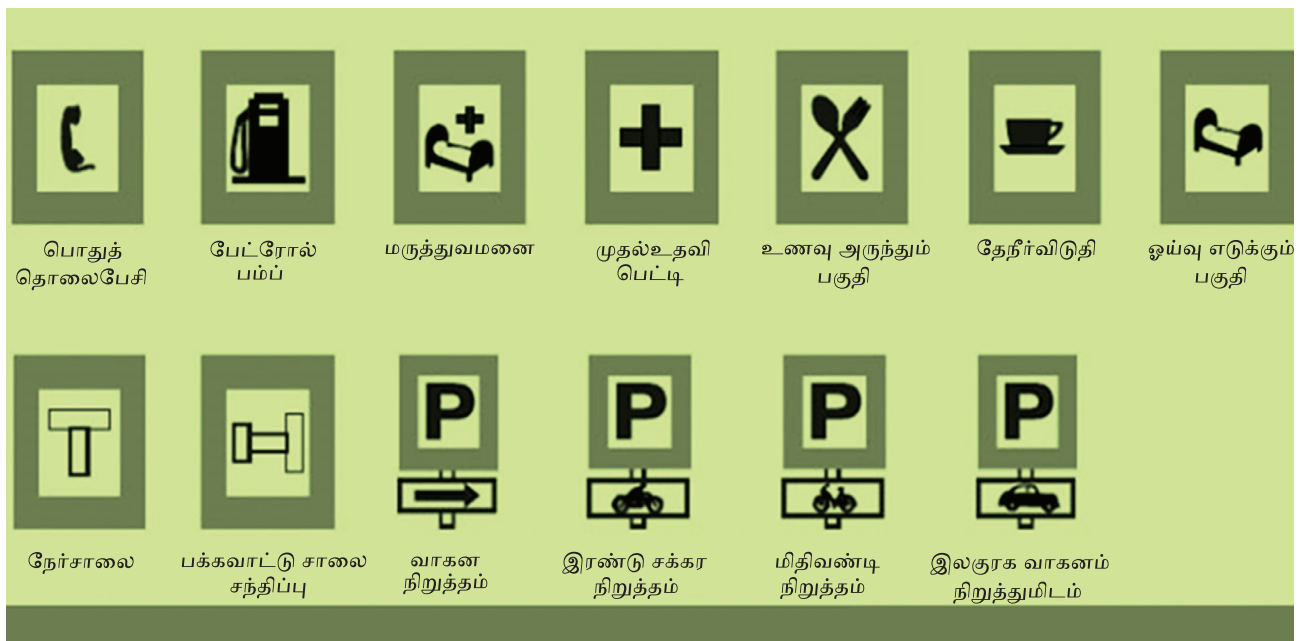 பொதுத்
தொலைபேசி
பேட்ரோல்
பம்ப்
மருத்துவமனை
முதல்உதவி
பெட்டி
உணவு அருந்தும்
பகுதி
தேநீர்விடுதி
ஓய்வு எடுக்கும்
பகுதி
P
P
P
P
நேர்சாலை
பக்கவாட்டு சாலை
சந்திப்பு
வாகன
நிறுத்தம்
இரண்டு சக்கர
நிறுத்தம்
மிதிவண்டி
நிறுத்தம்
இலகுரக வாகனம்
நிறுத்துமிடம்